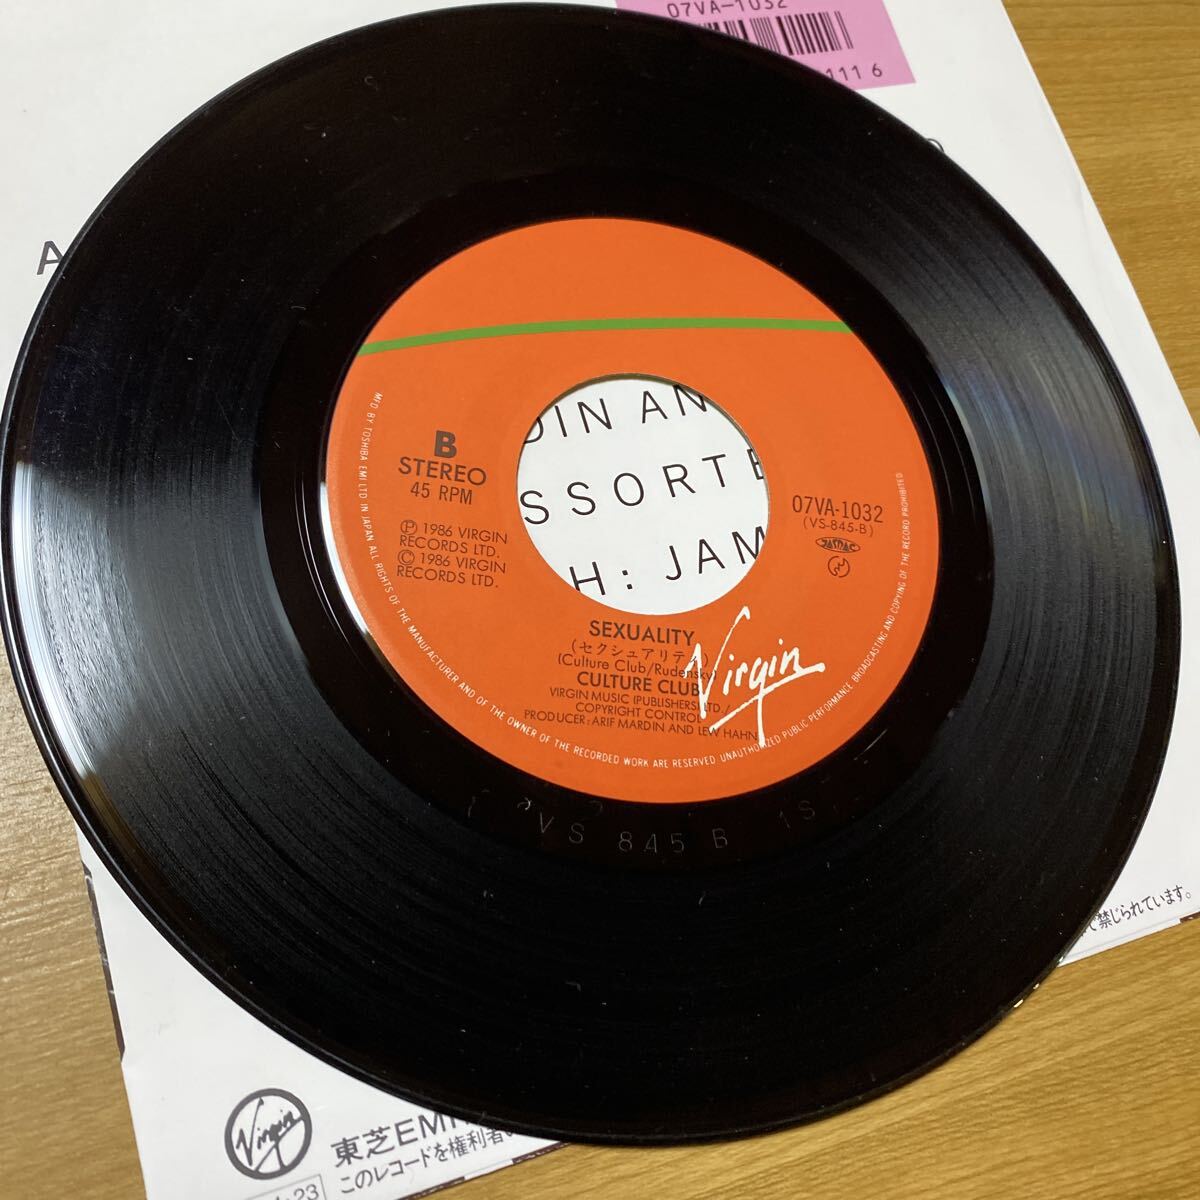 07VA-1032
111 6
A
DIN AN
SSORTE
H: JAM
B
STEREO
45 RPM
Ⓟ 1986 VIRGIN
RECORDS LTD.
© 1986 VIRGIN
RECORDS LTD.
07VA-1032
(VS-845-B)
JASRAC
SEXUALITY
(セクシュアリティ)
(Culture Club/Rudensky)
CULTURE CLUB
VIRGIN MUSIC (PUBLISHERS) LTD./
COPYRIGHT CONTROL
PRODUCER: ARIF MARDIN AND LEW HAHN
Virgin
MFD BY TOSHIBA EMI LTD IN JAPAN ALL RIGHTS OF THE MANUFACTURER AND OF THE OWNER OF THE RECORDED WORK ARE RESERVED UNAUTHORIZED PUBLIC PERFORMANCE BROADCASTING AND COPYING OF THE RECORD PROHIBITED
VS 845 B 1S
で禁じられています。
Virgin
東芝EM
このレコードを権利者の
23